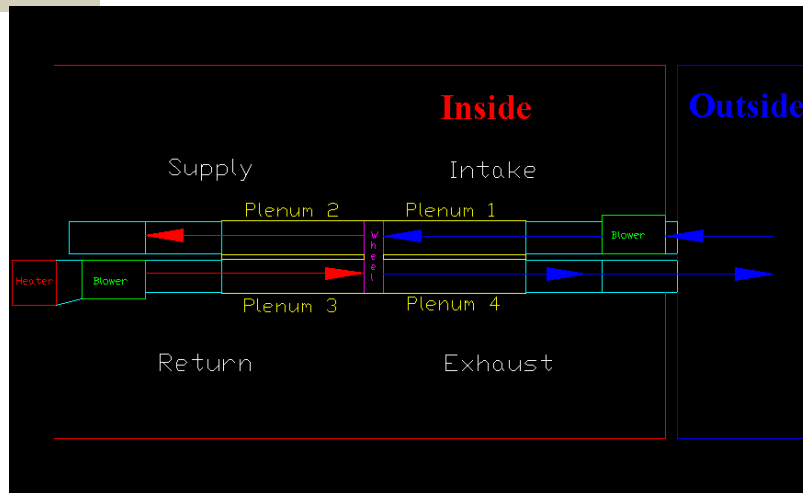 Inside
Outside
Supply
Intake
Plenum 2
Plenum 1
Wheel
Blower
Heater
Blower
Plenum 3
Plenum 4
Return
Exhaust